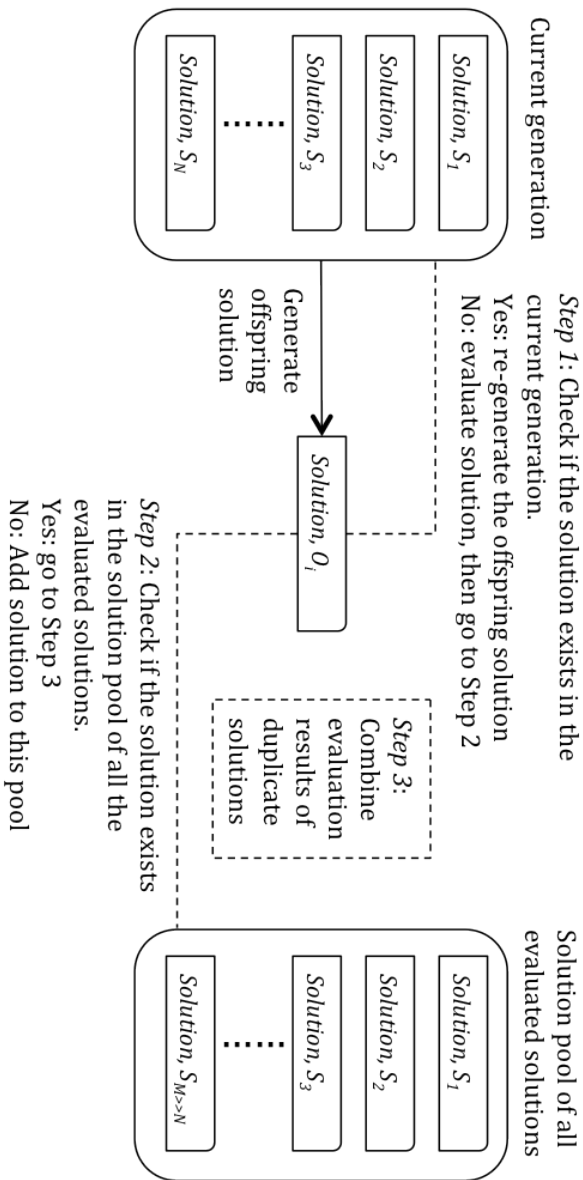 Current generation
Solution, S1
Solution, S2
Solution, S3
......
Solution, SN
Step 1: Check if the solution exists in the
current generation.
Yes: re-generate the offspring solution
No: evaluate solution, then go to Step 2
Generate
offspring
solution
Solution, Oi
Step 2: Check if the solution exists
in the solution pool of all the
evaluated solutions.
Yes: go to Step 3
No: Add solution to this pool
Step 3:
Combine
evaluation
results of
duplicate
solutions
Solution pool of all
evaluated solutions
Solution, S1
Solution, S2
Solution, S3
......
Solution, SM>>N